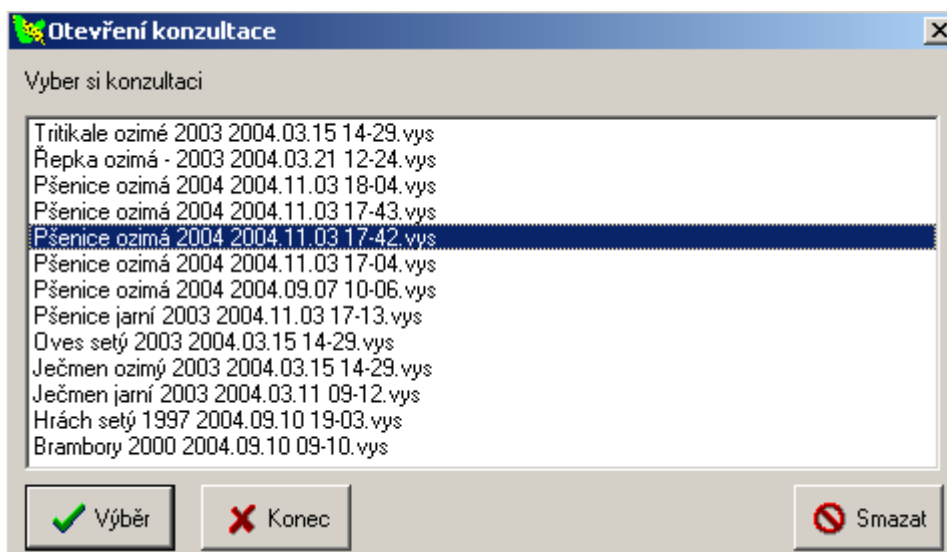 Otevření konzultace
Vyber si konzultaci
Tritikale ozimé 2003 2004.03.15 14-29.vys
Řepka ozimá - 2003 2004.03.21 12-24.vys
Pšenice ozimá 2004 2004.11.03 18-04.vys
Pšenice ozimá 2004 2004.11.03 17-43.vys
Pšenice ozimá 2004 2004.11.03 17-42.vys
Pšenice ozimá 2004 2004.11.03 17-04.vys
Pšenice ozimá 2004 2004.09.07 10-06.vys
Pšenice jarní 2003 2004.11.03 17-13.vys
Oves setý 2003 2004.03.15 14-29.vys
Ječmen ozimý 2003 2004.03.15 14-29.vys
Ječmen jarní 2003 2004.03.11 09-12.vys
Hrách setý 1997 2004.09.10 19-03.vys
Brambory 2000 2004.09.10 09-10.vys
Výběr Konec Smazat